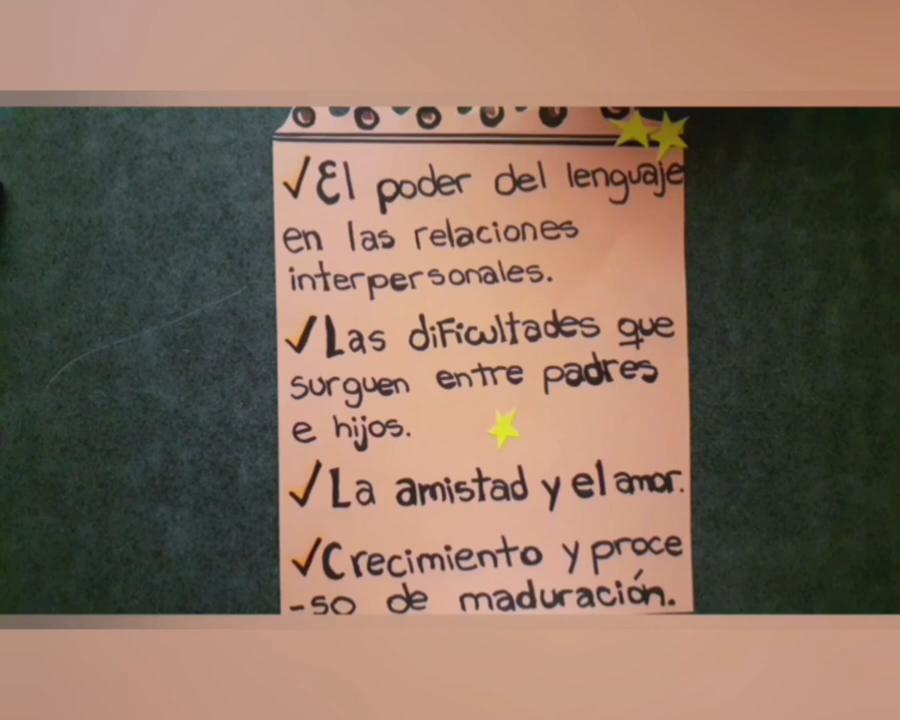 ✓El poder del lenguaje
en las relaciones
interpersonales.
✓Las dificultades que
surguen entre padres
e hijos.
✓La amistad y el amor.
✓Crecimiento y proce
-so de maduración.